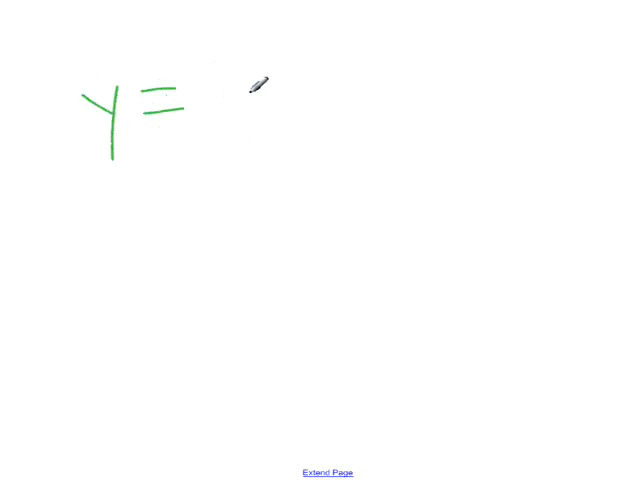 y =
Extend Page